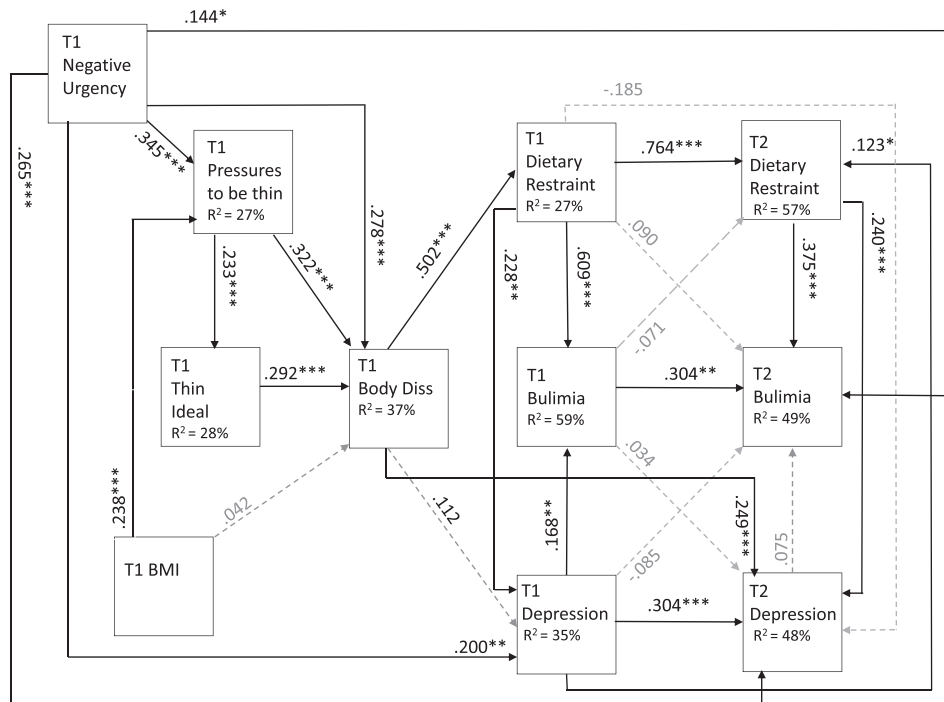 .144*
T1
Negative
Urgency
-.185
.345***
T1
Pressures
to be thin
R² = 27%
T1
Dietary
Restraint
R² = 27%
.764***
T2
Dietary
Restraint
R² = 57%
.123*
.265***
.233***
.322***
.278***
.502***
.228**
.609***
.090
.375***
.240***
-.071
T1
Thin
Ideal
R² = 28%
.292***
T1
Body Diss
R² = 37%
T1
Bulimia
R² = 59%
.304**
T2
Bulimia
R² = 49%
.238***
.042
.112
.168**
.034
-.085
.249***
.075
T1 BMI
T1
Depression
R² = 35%
.304***
T2
Depression
R² = 48%
.200**